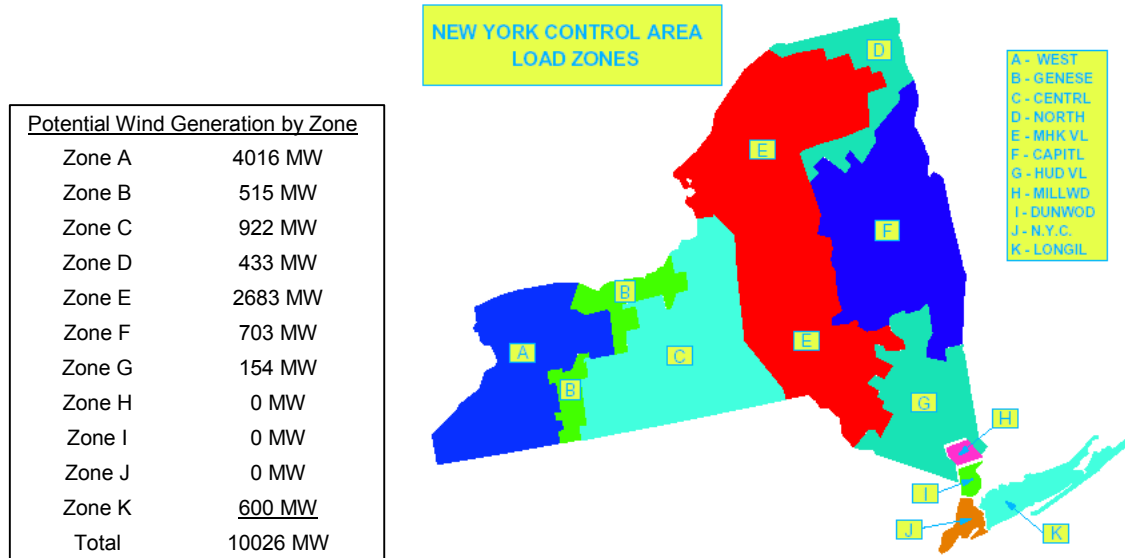 NEW YORK CONTROL AREA
LOAD ZONES
Potential Wind Generation by Zone
Zone A 4016 MW
Zone B 515 MW
Zone C 922 MW
Zone D 433 MW
Zone E 2683 MW
Zone F 703 MW
Zone G 154 MW
Zone H 0 MW
Zone I 0 MW
Zone J 0 MW
Zone K 600 MW
Total 10026 MW
A - WEST
B - GENESE
C - CENTRL
D - NORTH
E - MHK VL
F - CAPITL
G - HUD VL
H - MILLWD
I - DUNWOD
J - N.Y.C.
K - LONGIL
D
E
F
B
A
C
E
B
G
H
I
J
K